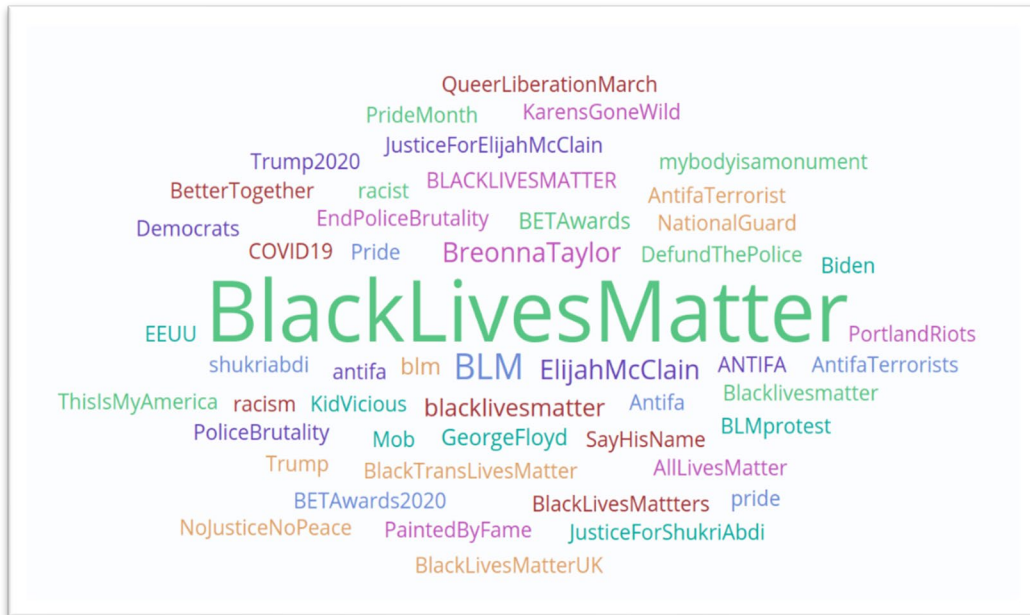 QueerLiberationMarch
PrideMonth KarensGoneWild
JusticeForElijahMcClain
Trump2020 mybodyisamonument
BetterTogether racist BLACKLIVESMATTER AntifaTerrorist
Democrats EndPoliceBrutality BETAwards NationalGuard
COVID19 Pride BreonnaTaylor DefundThePolice Biden
EEUU BlackLivesMatter PortlandRiots
shukriabdi antifa blm BLM ElijahMcClain ANTIFA AntifaTerrorists
ThisIsMyAmerica racism KidVicious blacklivesmatter Antifa Blacklivesmatter
PoliceBrutality Mob GeorgeFloyd SayHisName BLMprotest
Trump BlackTransLivesMatter AllLivesMatter
BETAwards2020 BlackLivesMattters pride
NoJusticeNoPeace PaintedByFame JusticeForShukriAbdi
BlackLivesMatterUK